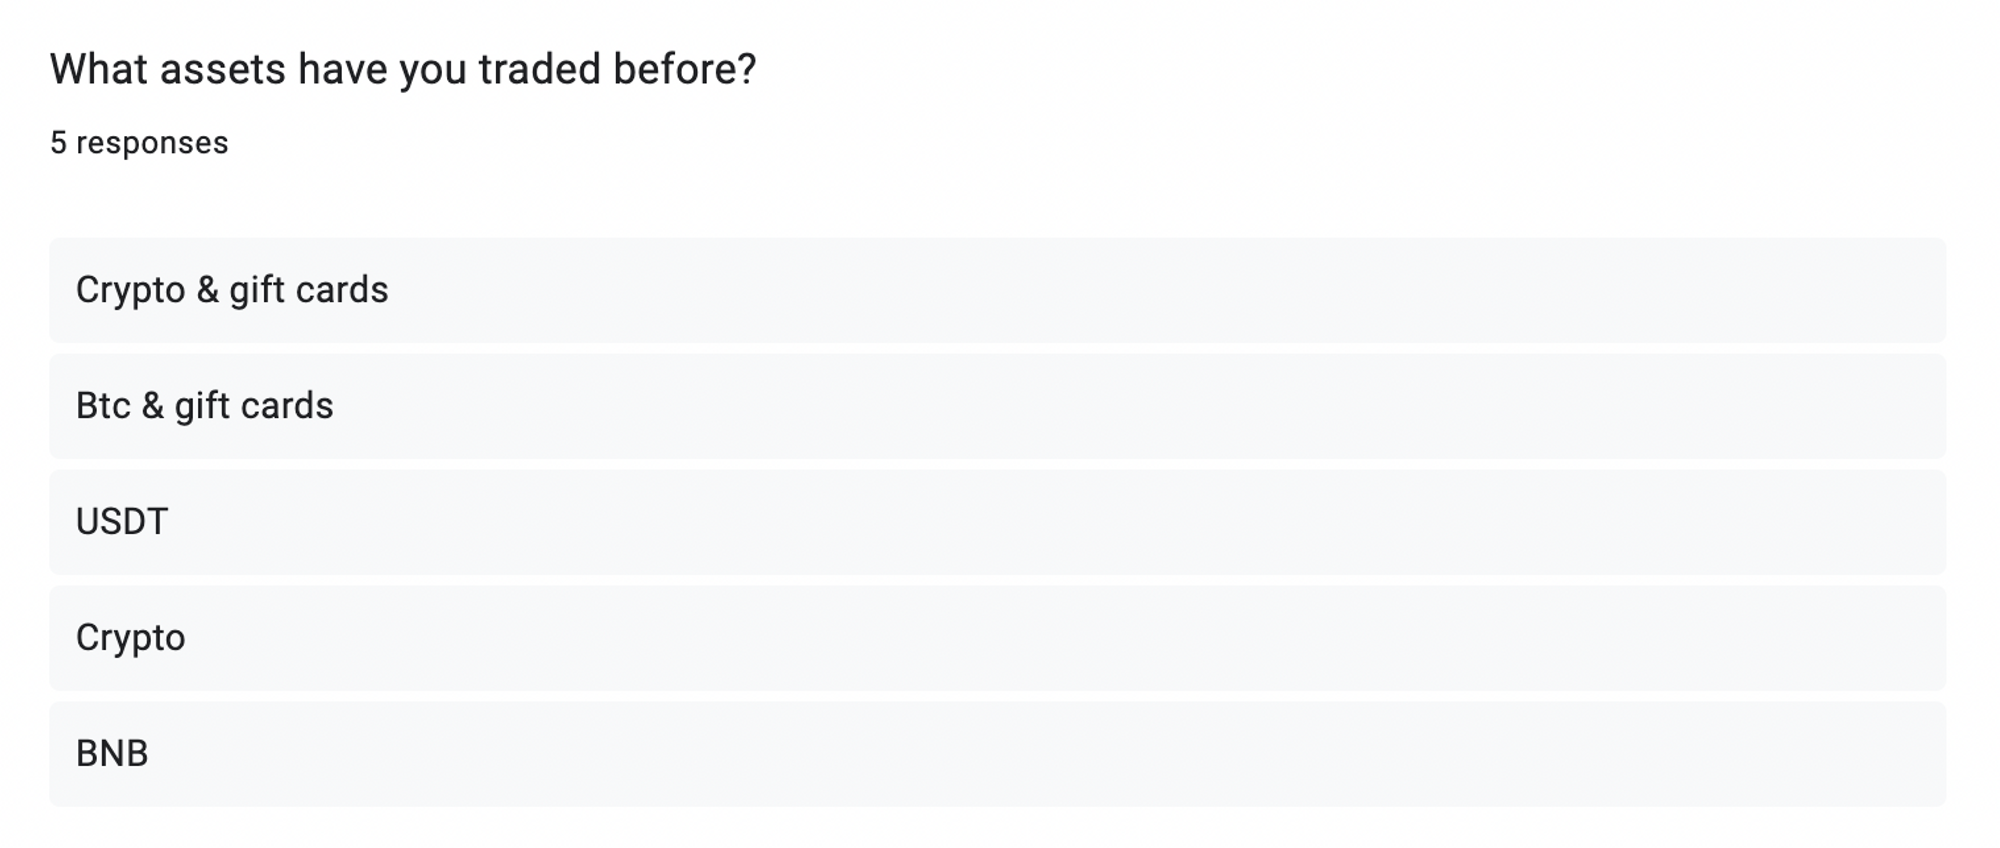 What assets have you traded before?
5 responses
Crypto & gift cards
Btc & gift cards
USDT
Crypto
BNB